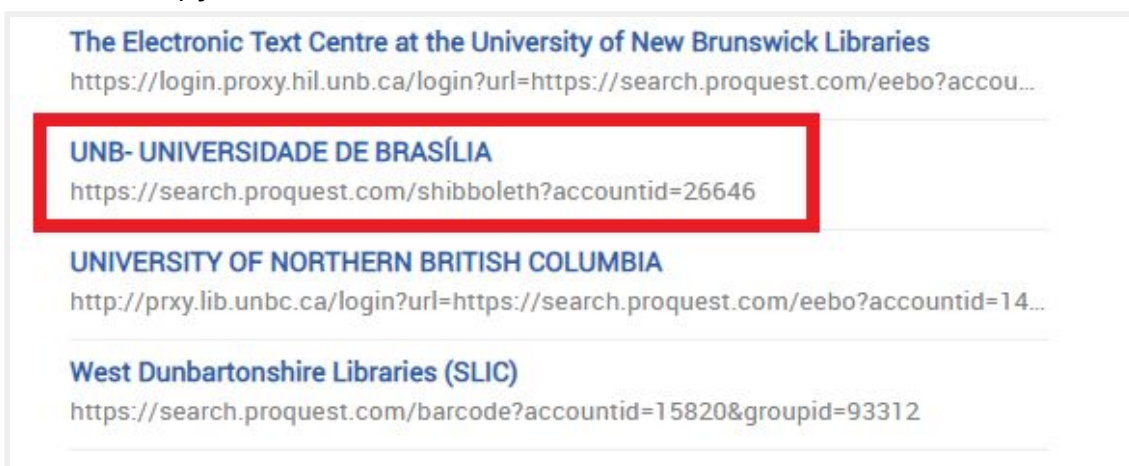 The Electronic Text Centre at the University of New Brunswick Libraries
https://login.proxy.hil.unb.ca/login?url=https://search.proquest.com/eebo?accou...
UNB- UNIVERSIDADE DE BRASÍLIA
https://search.proquest.com/shibboleth?accountid=26646
UNIVERSITY OF NORTHERN BRITISH COLUMBIA
http://prxy.lib.unbc.ca/login?url=https://search.proquest.com/eebo?accountid=14...
West Dunbartonshire Libraries (SLIC)
https://search.proquest.com/barcode?accountid=15820&groupid=93312